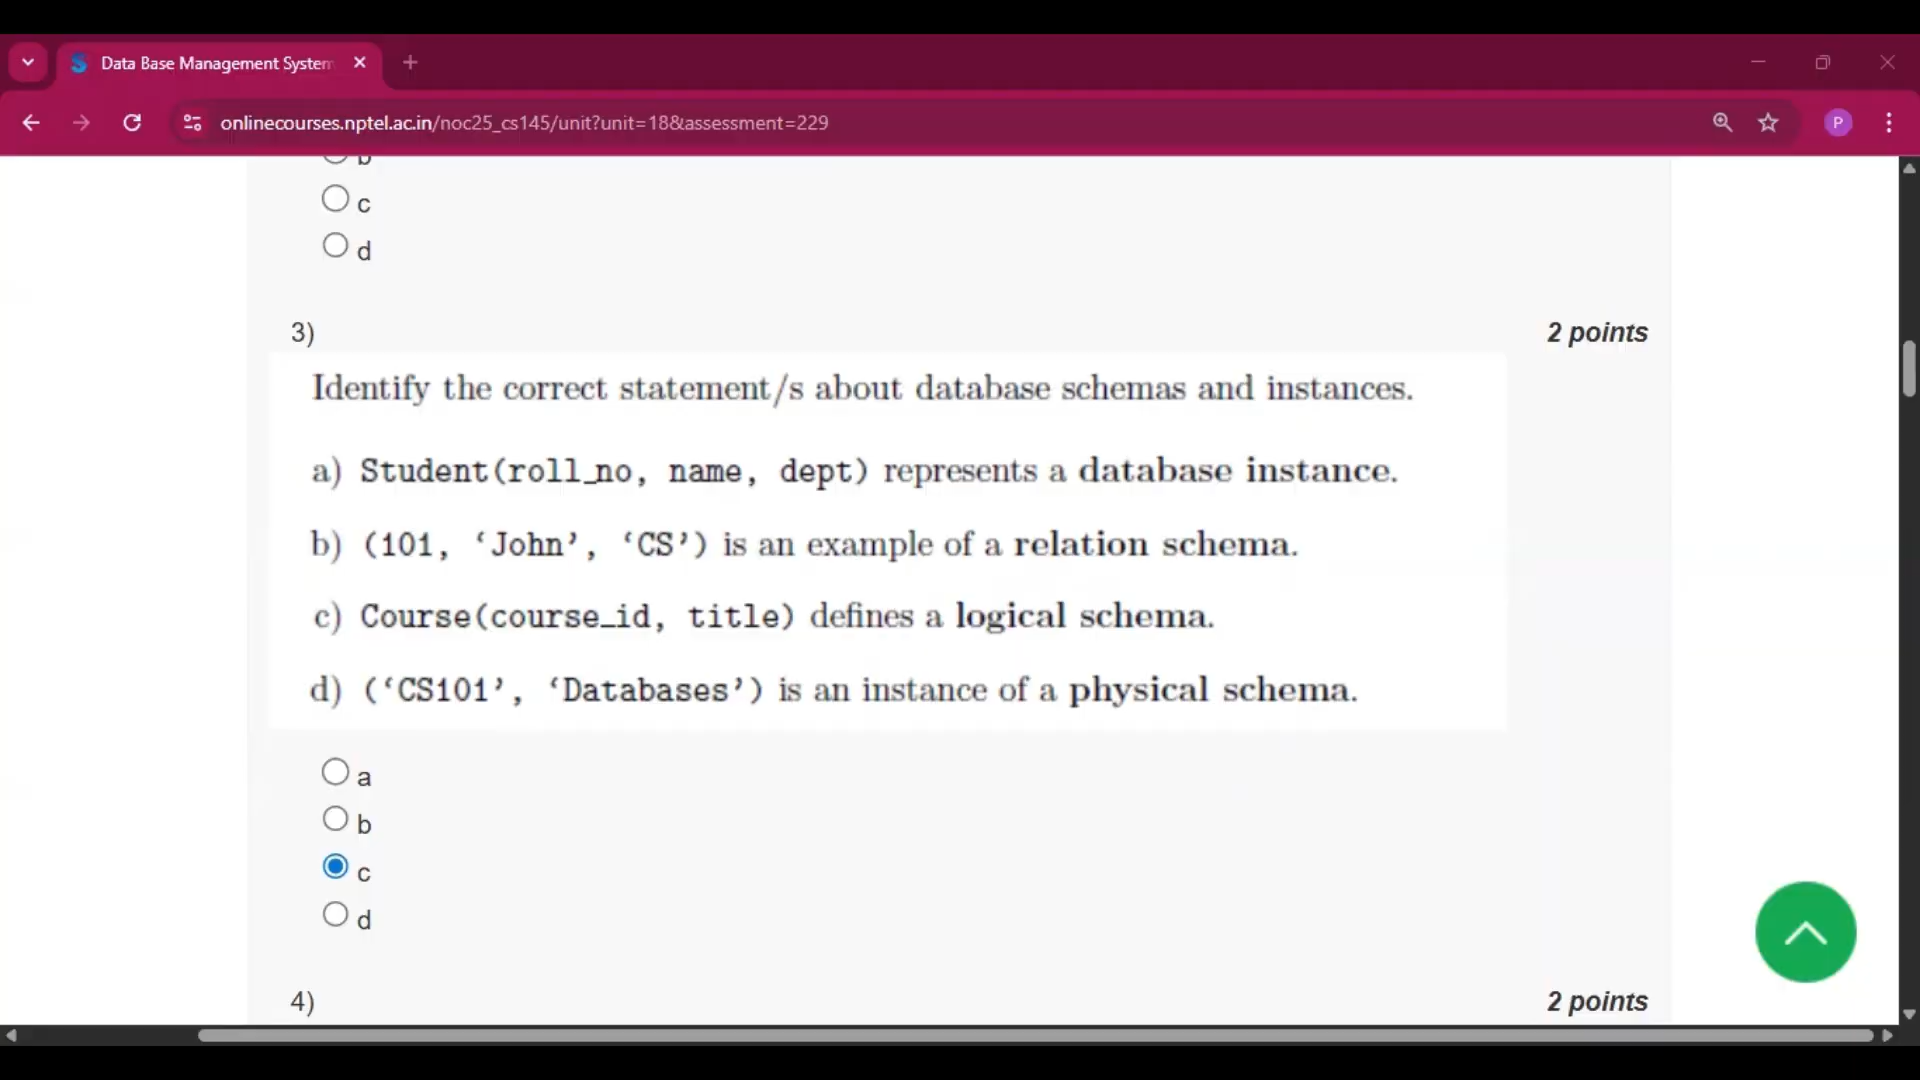 Data Base Management System
onlinecourses.nptel.ac.in/noc25_cs145/unit?unit=18&assessment=229
P
b
c
d
3)
2 points
Identify the correct statement/s about database schemas and instances.
a) Student(roll_no, name, dept) represents a database instance.
b) (101, ‘John’, ‘CS’) is an example of a relation schema.
c) Course(course_id, title) defines a logical schema.
d) (‘CS101’, ‘Databases’) is an instance of a physical schema.
a
b
c
d
4)
2 points